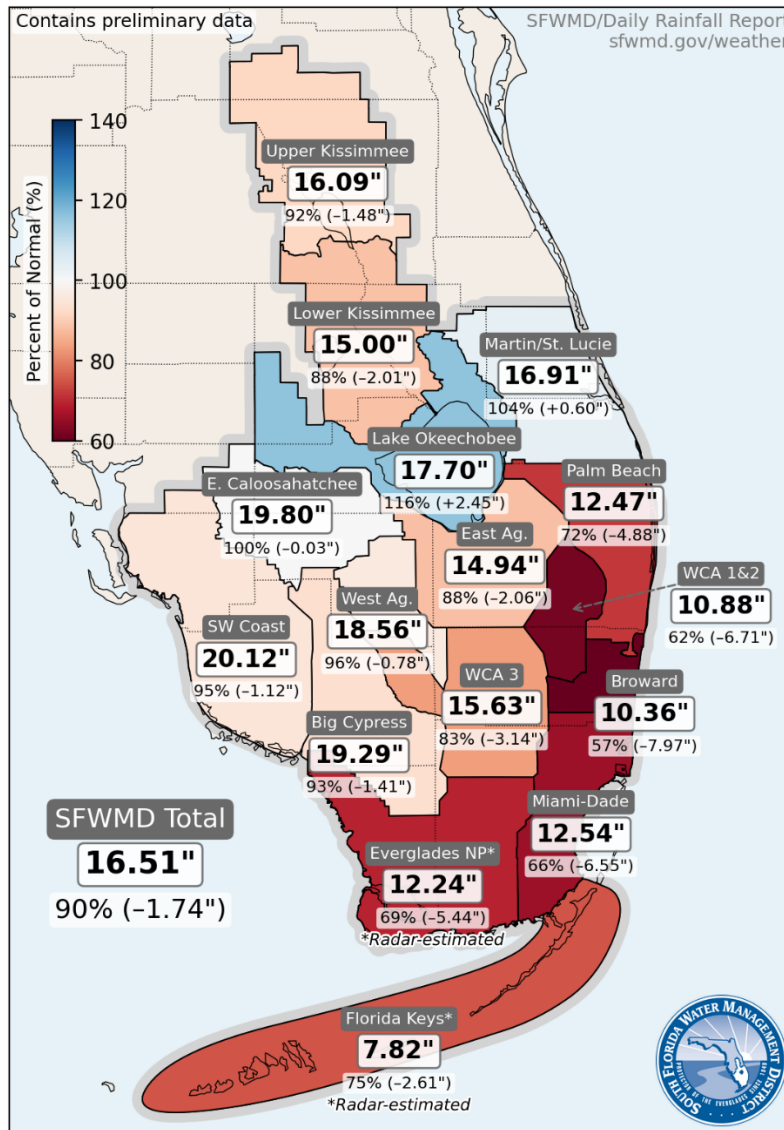 Contains preliminary data
SFWMD/Daily Rainfall Report
sfwmd.gov/weather
Percent of Normal (%)
140
120
100
80
60
Upper Kissimmee
16.09"
92% (–1.48")
Lower Kissimmee
15.00"
88% (–2.01")
Martin/St. Lucie
16.91"
104% (+0.60")
Lake Okeechobee
17.70"
116% (+2.45")
E. Caloosahatchee
19.80"
100% (–0.03")
Palm Beach
12.47"
72% (–4.88")
East Ag.
14.94"
88% (–2.06")
WCA 1&2
10.88"
62% (–6.71")
West Ag.
18.56"
96% (–0.78")
SW Coast
20.12"
95% (–1.12")
WCA 3
15.63"
83% (–3.14")
Broward
10.36"
57% (–7.97")
Big Cypress
19.29"
93% (–1.41")
Miami-Dade
12.54"
66% (–6.55")
SFWMD Total
16.51"
90% (–1.74")
Everglades NP*
12.24"
69% (–5.44")
*Radar-estimated
Florida Keys*
7.82"
75% (–2.61")
*Radar-estimated
SOUTH FLORIDA WATER MANAGEMENT DISTRICT
PROTECTOR OF THE EVERGLADES SINCE 1949